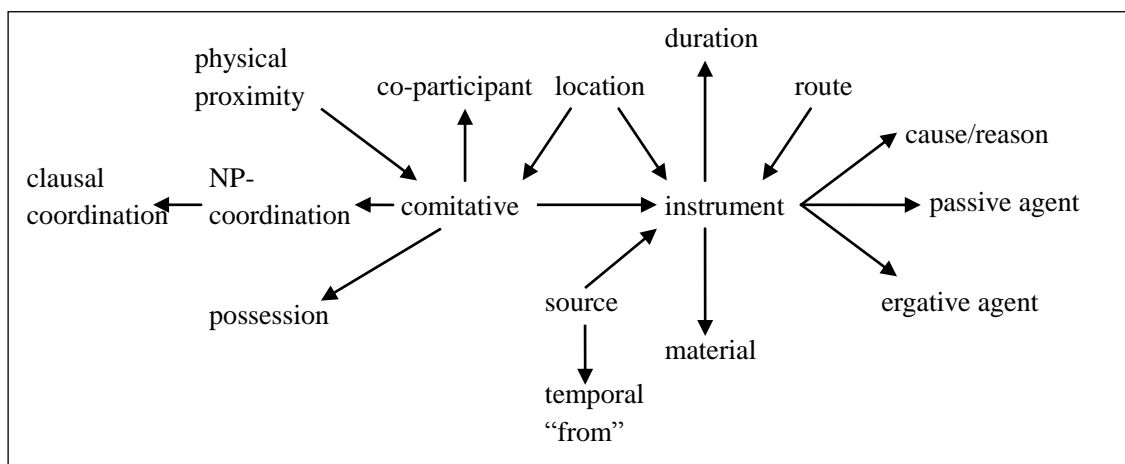 duration
physical
proximity
co-participant
location
route
cause/reason
clausal
coordination
NP-
coordination
comitative
instrument
passive agent
possession
source
ergative agent
material
temporal
“from”